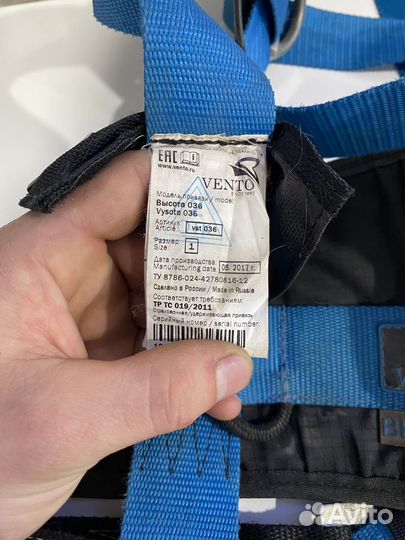 EAC
www.vento.ru
VENTO
SINCE 1992
Модель привязи / model:
Высота 036
Vysota 036
Артикул
Article vst 036
Размер
Size 1
Дата производства
Manufacturing date 05.2017 г.
ТУ 8786-024-42780816-12
Сделано в России / Made in Russia
Соответствует требованиям:
ТР ТС 019/2011
Страховочная/удерживающая привязь
Серийный номер / serial number
Avito